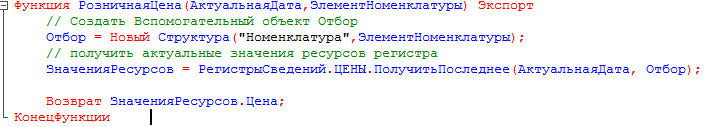 Функция РозничнаяЦена(АктуальнаяДата,ЭлементНоменклатуры) Экспорт
// Создать Вспомогательный объект Отбор
Отбор = Новый Структура("Номенклатура",ЭлементНоменклатуры);
// получить актуальные значения ресурсов регистра
ЗначенияРесурсов = РегистрыСведений.ЦЕНЫ.ПолучитьПоследнее(АктуальнаяДата, Отбор);
Возврат ЗначенияРесурсов.Цена;
Конецфункции